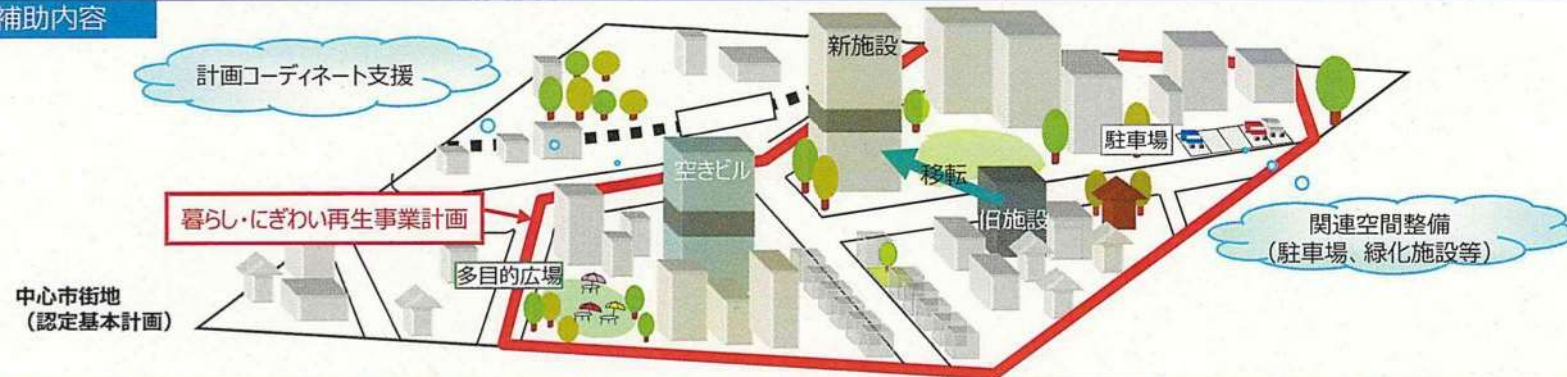 補助内容
計画コーディネート支援
新施設
駐車場
空きビル
移転
暮らし・にぎわい再生事業計画
旧施設
関連空間整備
(駐車場、緑化施設等)
多目的広場
中心市街地
(認定基本計画)